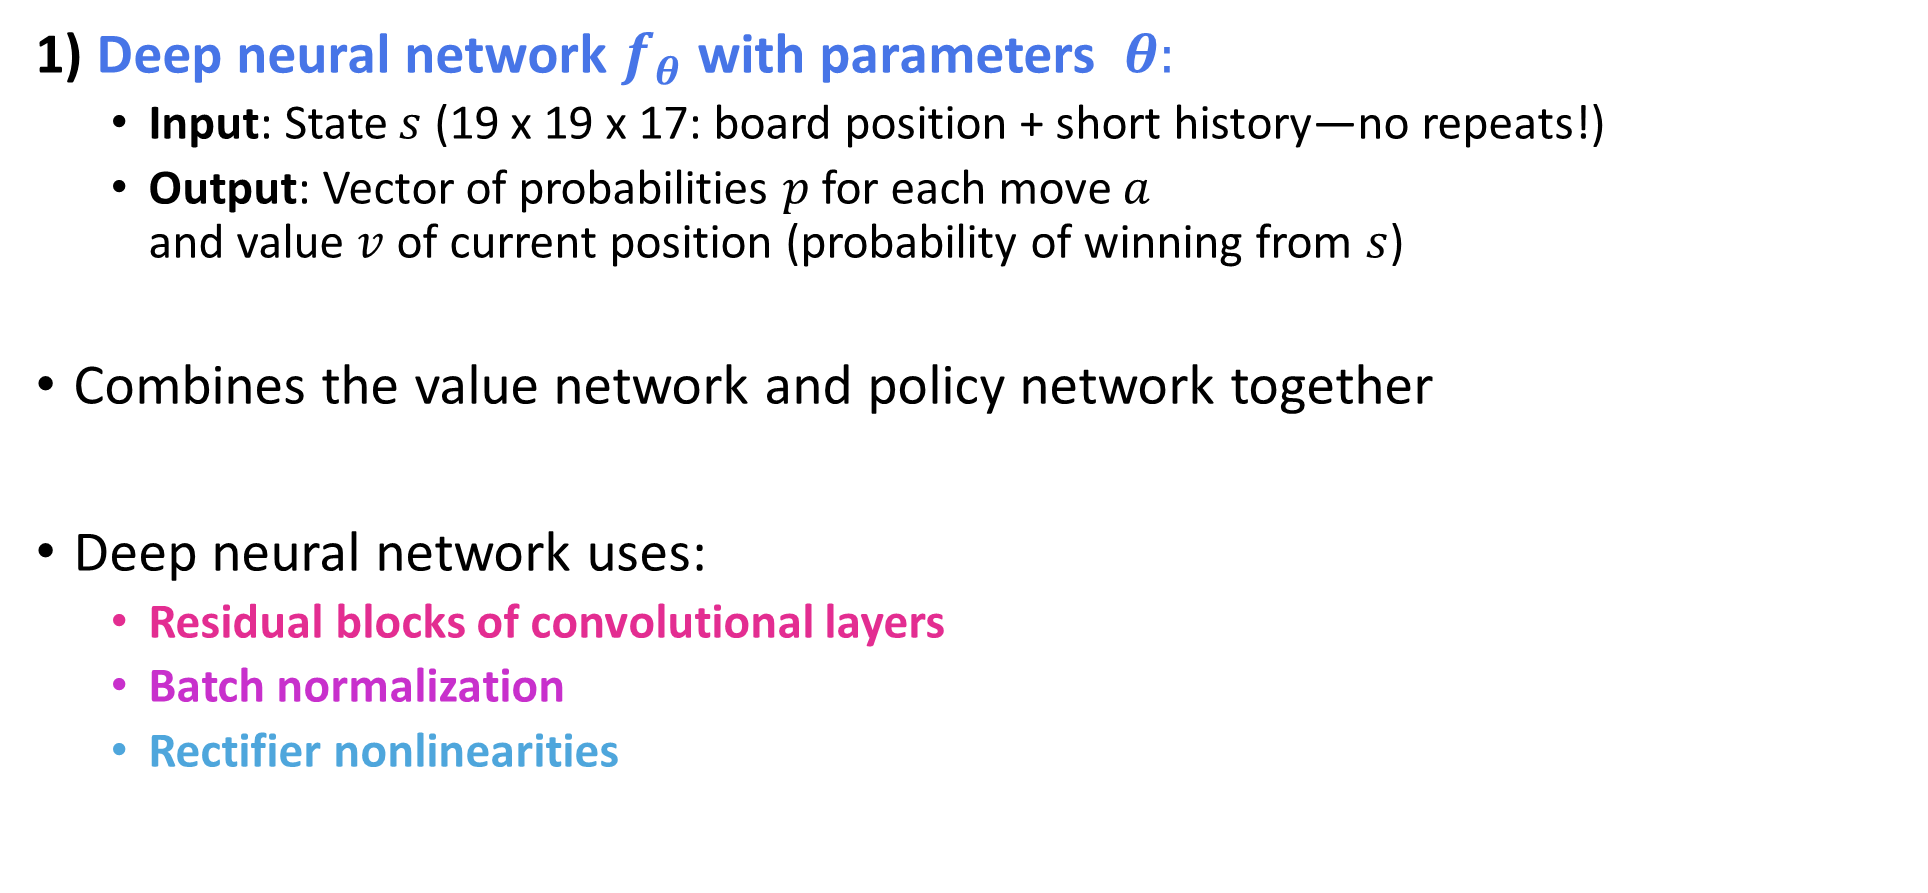 1) Deep neural network f_θ with parameters θ:
• Input: State s (19 x 19 x 17: board position + short history—no repeats!)
• Output: Vector of probabilities p for each move a
and value v of current position (probability of winning from s)
• Combines the value network and policy network together
• Deep neural network uses:
• Residual blocks of convolutional layers
• Batch normalization
• Rectifier nonlinearities